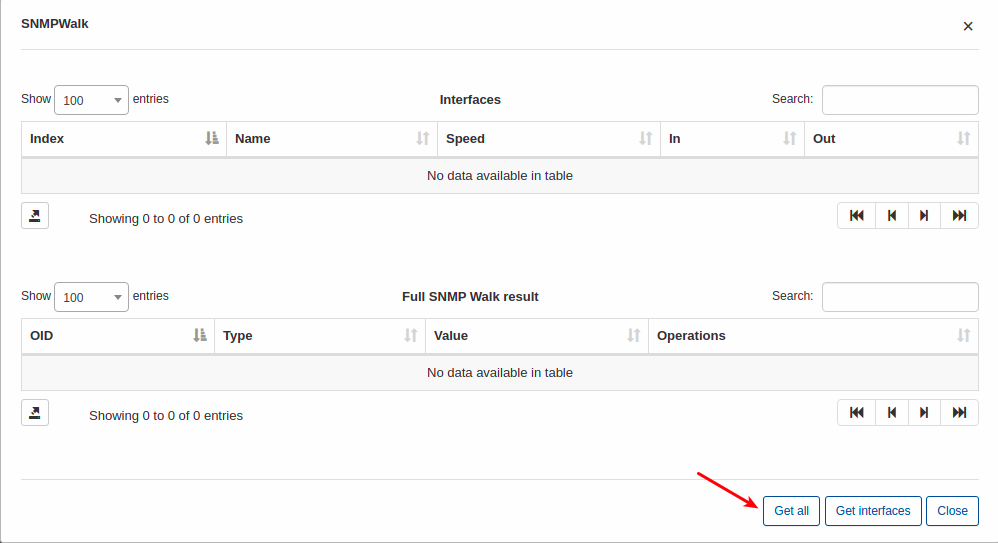 SNMPWalk
×
Show 100 entries Interfaces Search:
Index Name Speed In Out
No data available in table
Showing 0 to 0 of 0 entries
Show 100 entries Full SNMP Walk result Search:
OID Type Value Operations
No data available in table
Showing 0 to 0 of 0 entries
Get all Get interfaces Close